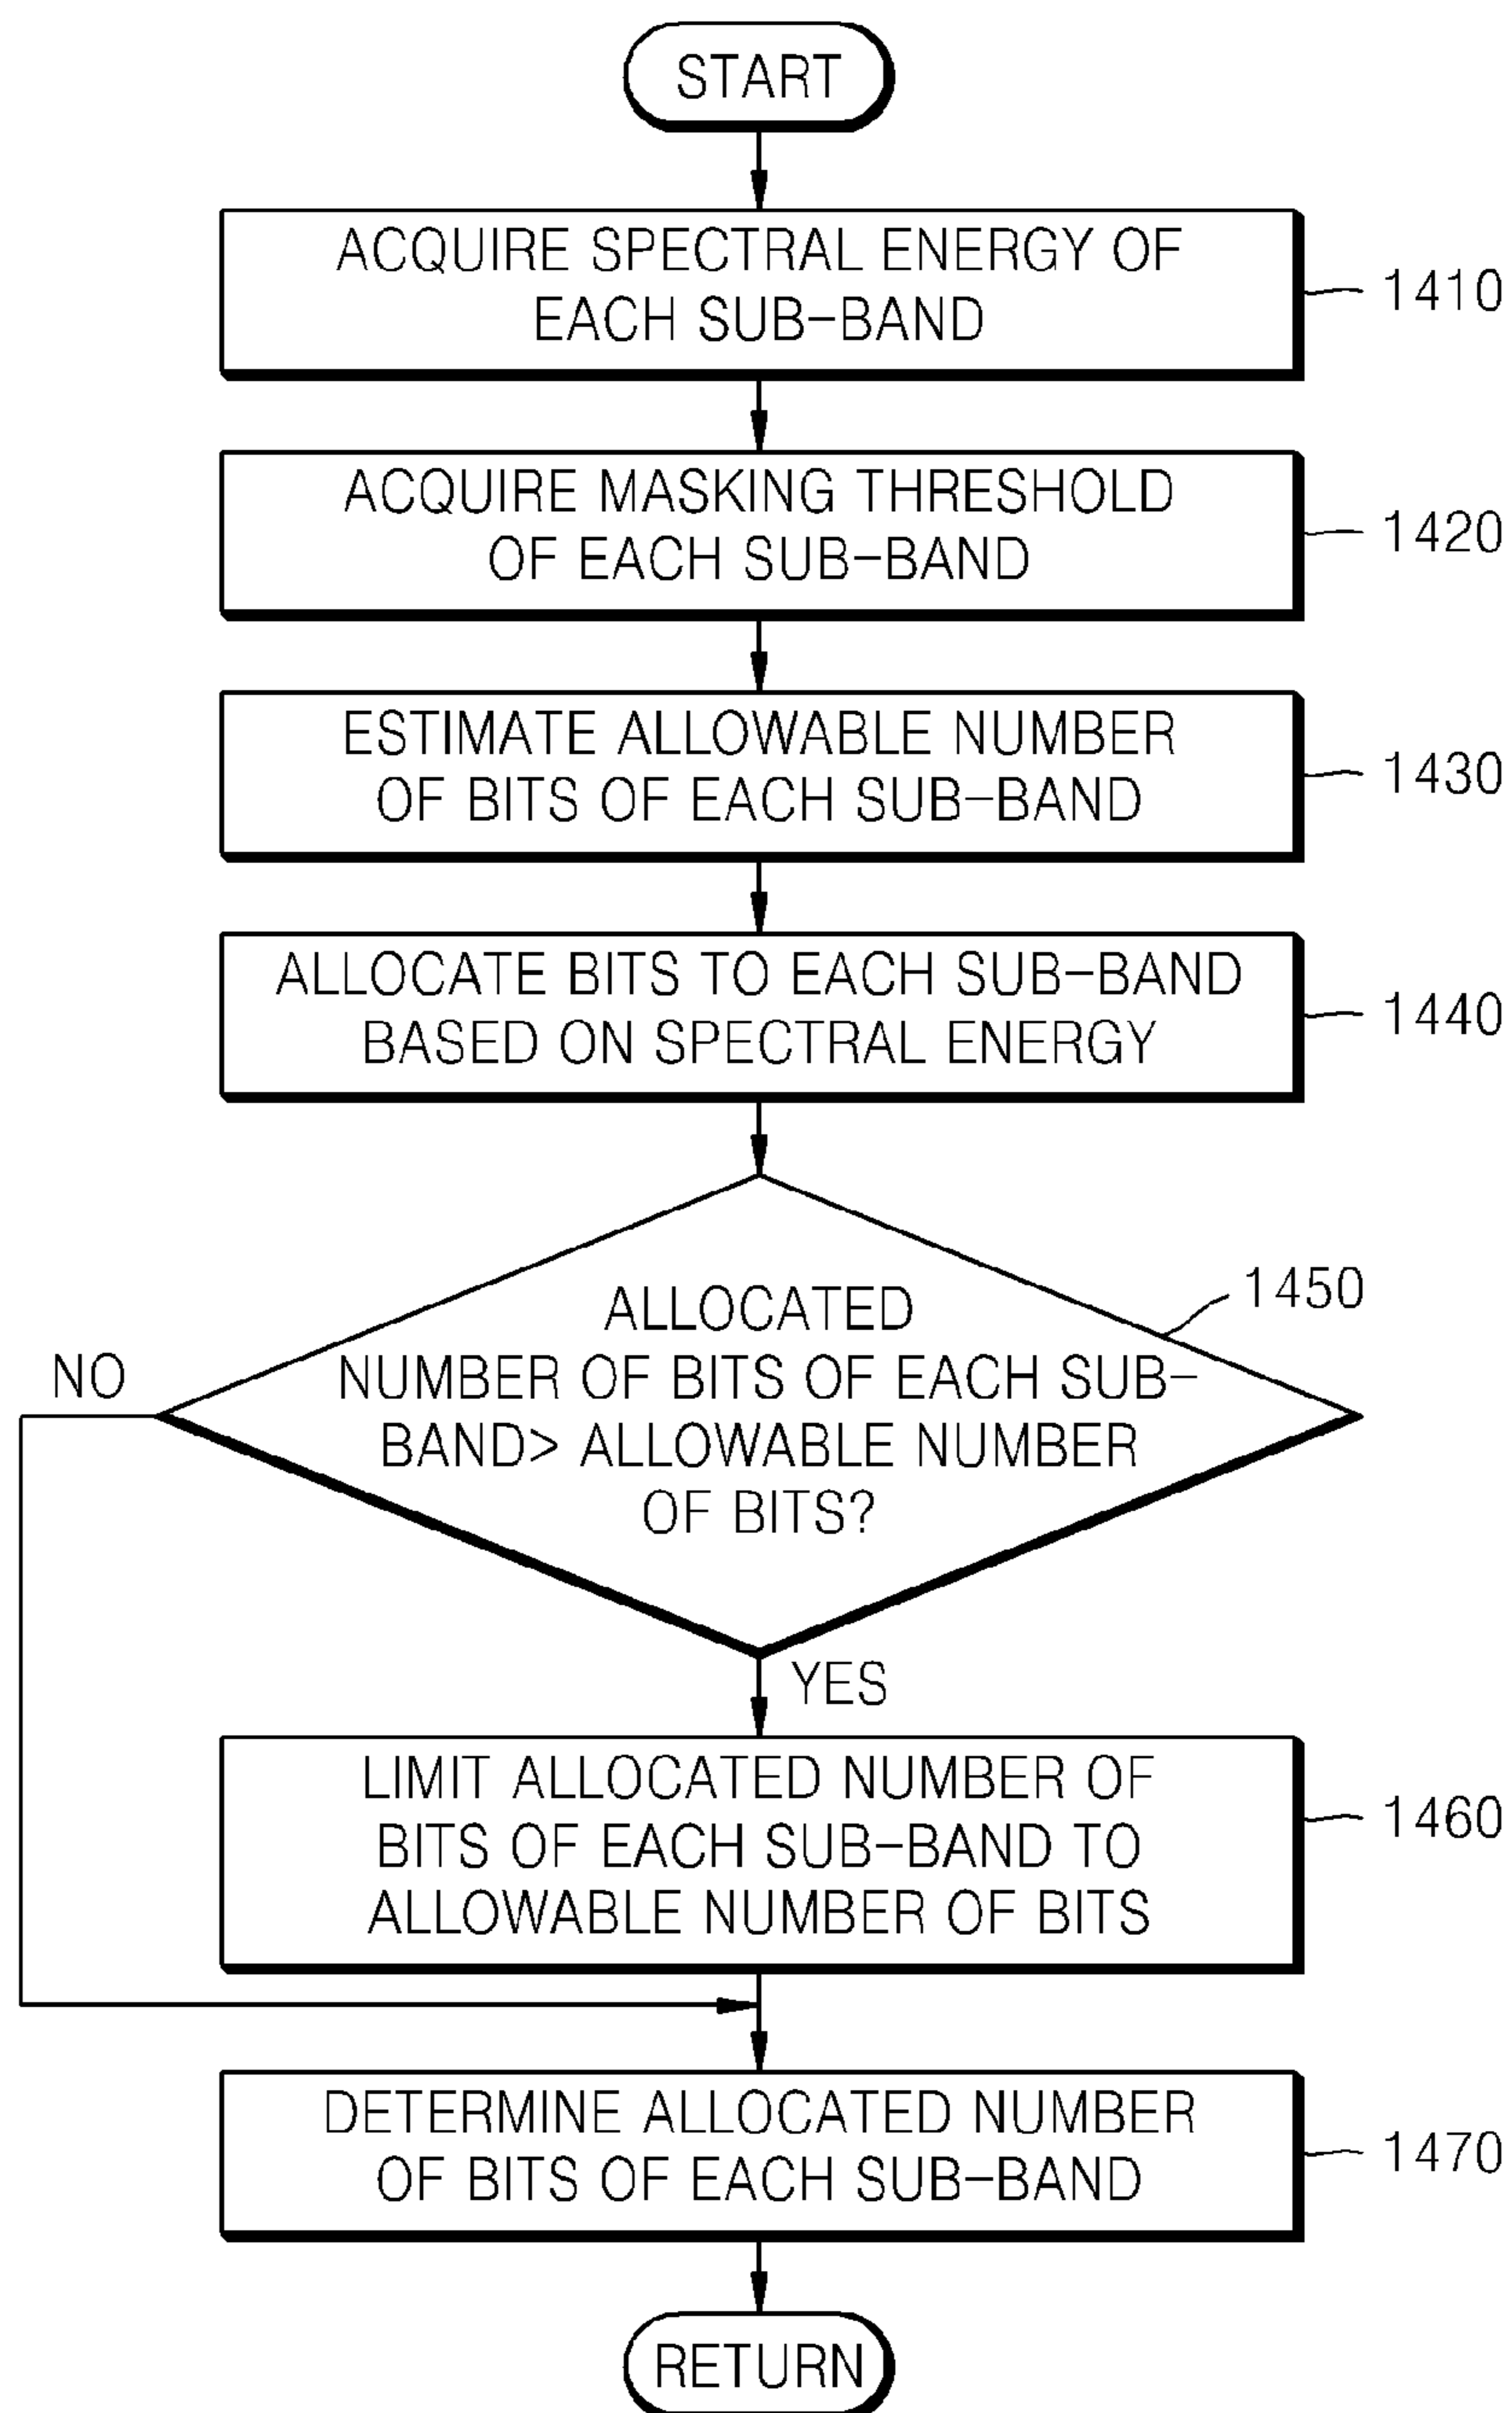 START
ACQUIRE SPECTRAL ENERGY OF
EACH SUB-BAND
1410
ACQUIRE MASKING THRESHOLD
OF EACH SUB-BAND
1420
ESTIMATE ALLOWABLE NUMBER
OF BITS OF EACH SUB-BAND
1430
ALLOCATE BITS TO EACH SUB-BAND
BASED ON SPECTRAL ENERGY
1440
1450
ALLOCATED
NUMBER OF BITS OF EACH SUB-
BAND> ALLOWABLE NUMBER
OF BITS?
NO
YES
LIMIT ALLOCATED NUMBER OF
BITS OF EACH SUB-BAND TO
ALLOWABLE NUMBER OF BITS
1460
DETERMINE ALLOCATED NUMBER
OF BITS OF EACH SUB-BAND
1470
RETURN